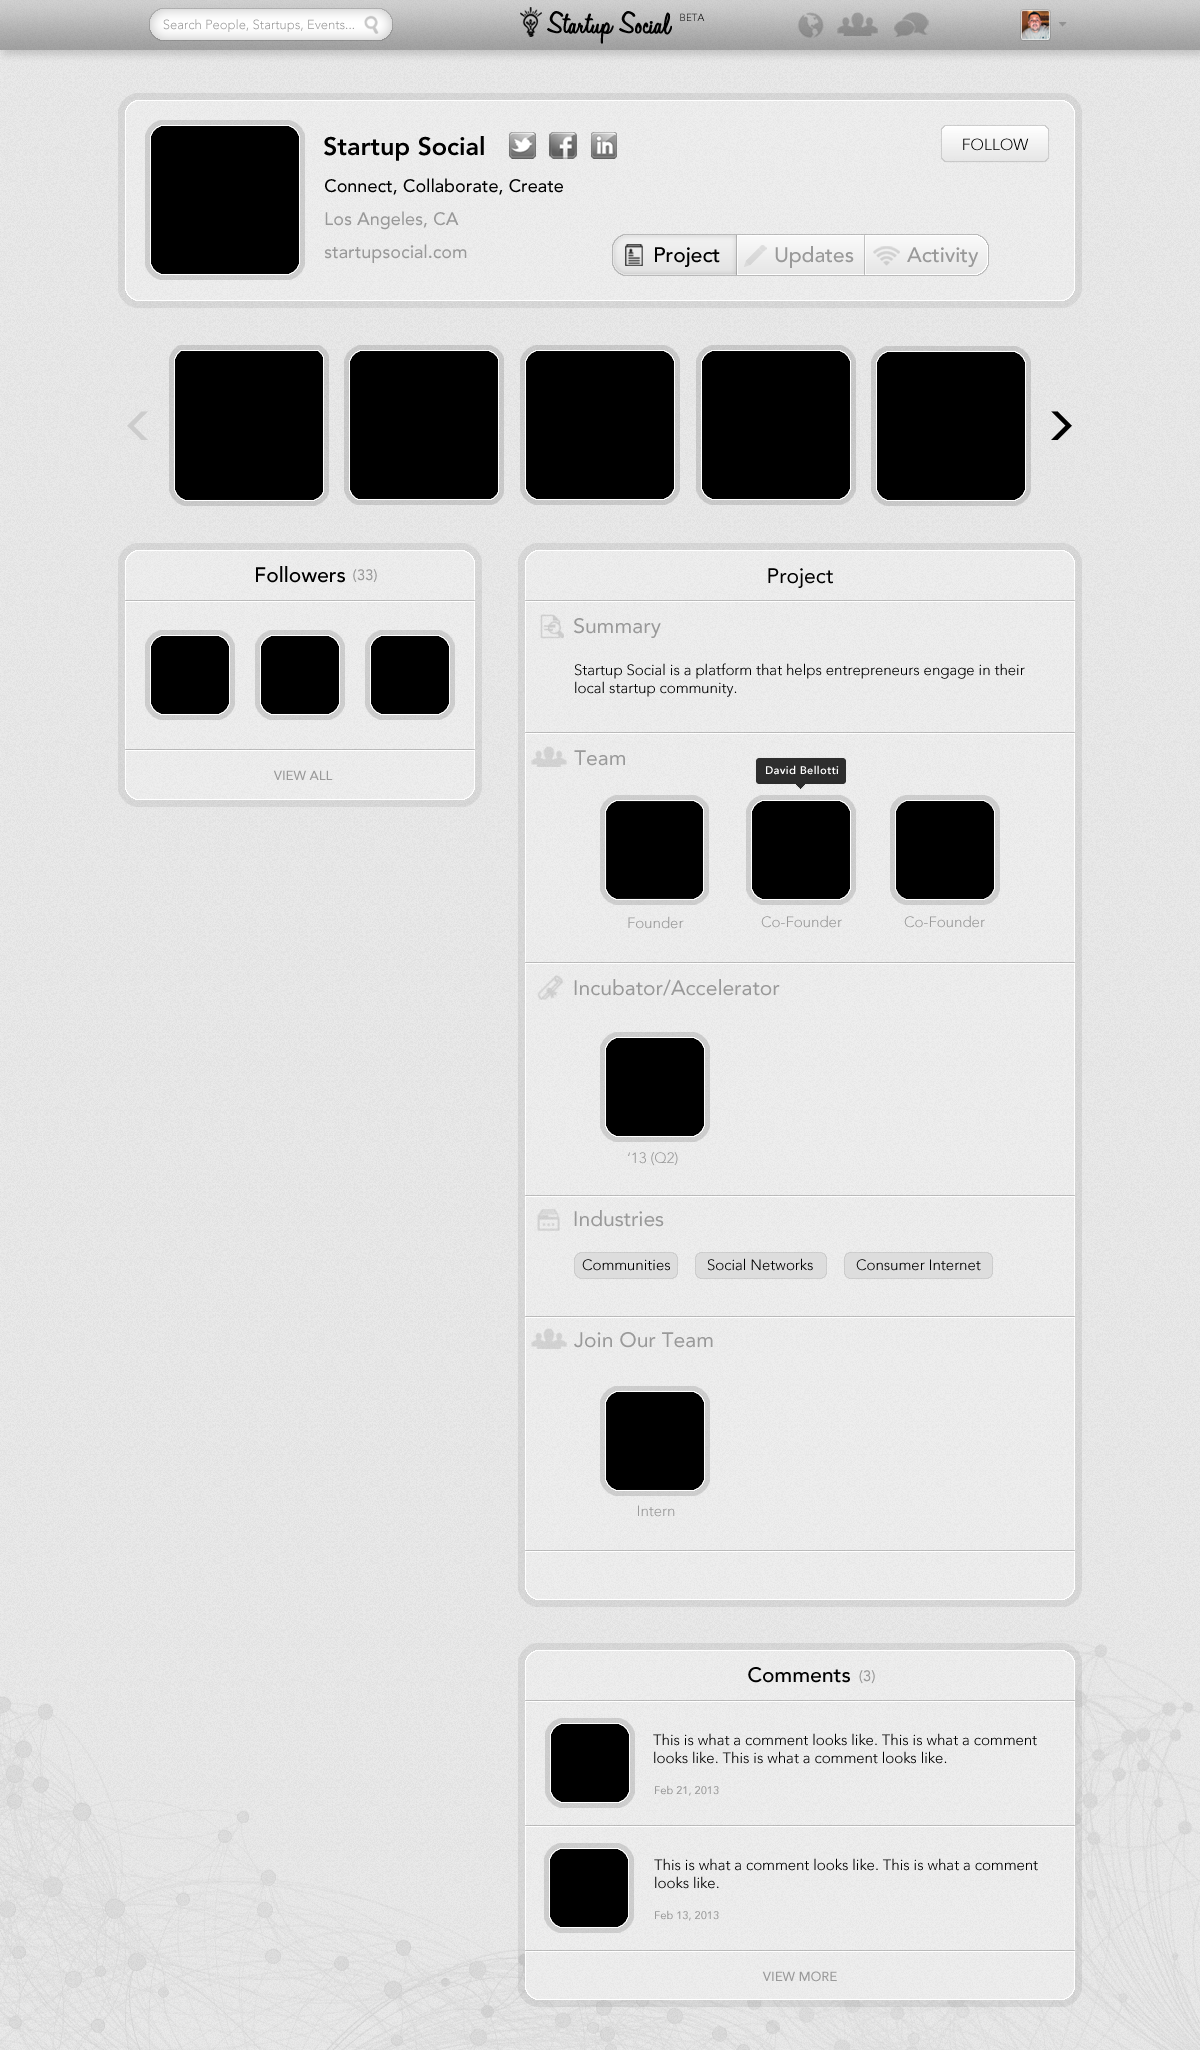 Search People, Startups, Events...
Startup Social BETA
Startup Social
FOLLOW
Connect, Collaborate, Create
Los Angeles, CA
startupsocial.com
Project
Updates
Activity
Followers (33)
VIEW ALL
Project
Summary
Startup Social is a platform that helps entrepreneurs engage in their
local startup community.
Team
David Bellotti
Founder
Co-Founder
Co-Founder
Incubator/Accelerator
'13 (Q2)
Industries
Communities
Social Networks
Consumer Internet
Join Our Team
Intern
Comments (3)
This is what a comment looks like. This is what a comment
looks like. This is what a comment looks like.
Feb 21, 2013
This is what a comment looks like. This is what a comment
looks like.
Feb 13, 2013
VIEW MORE